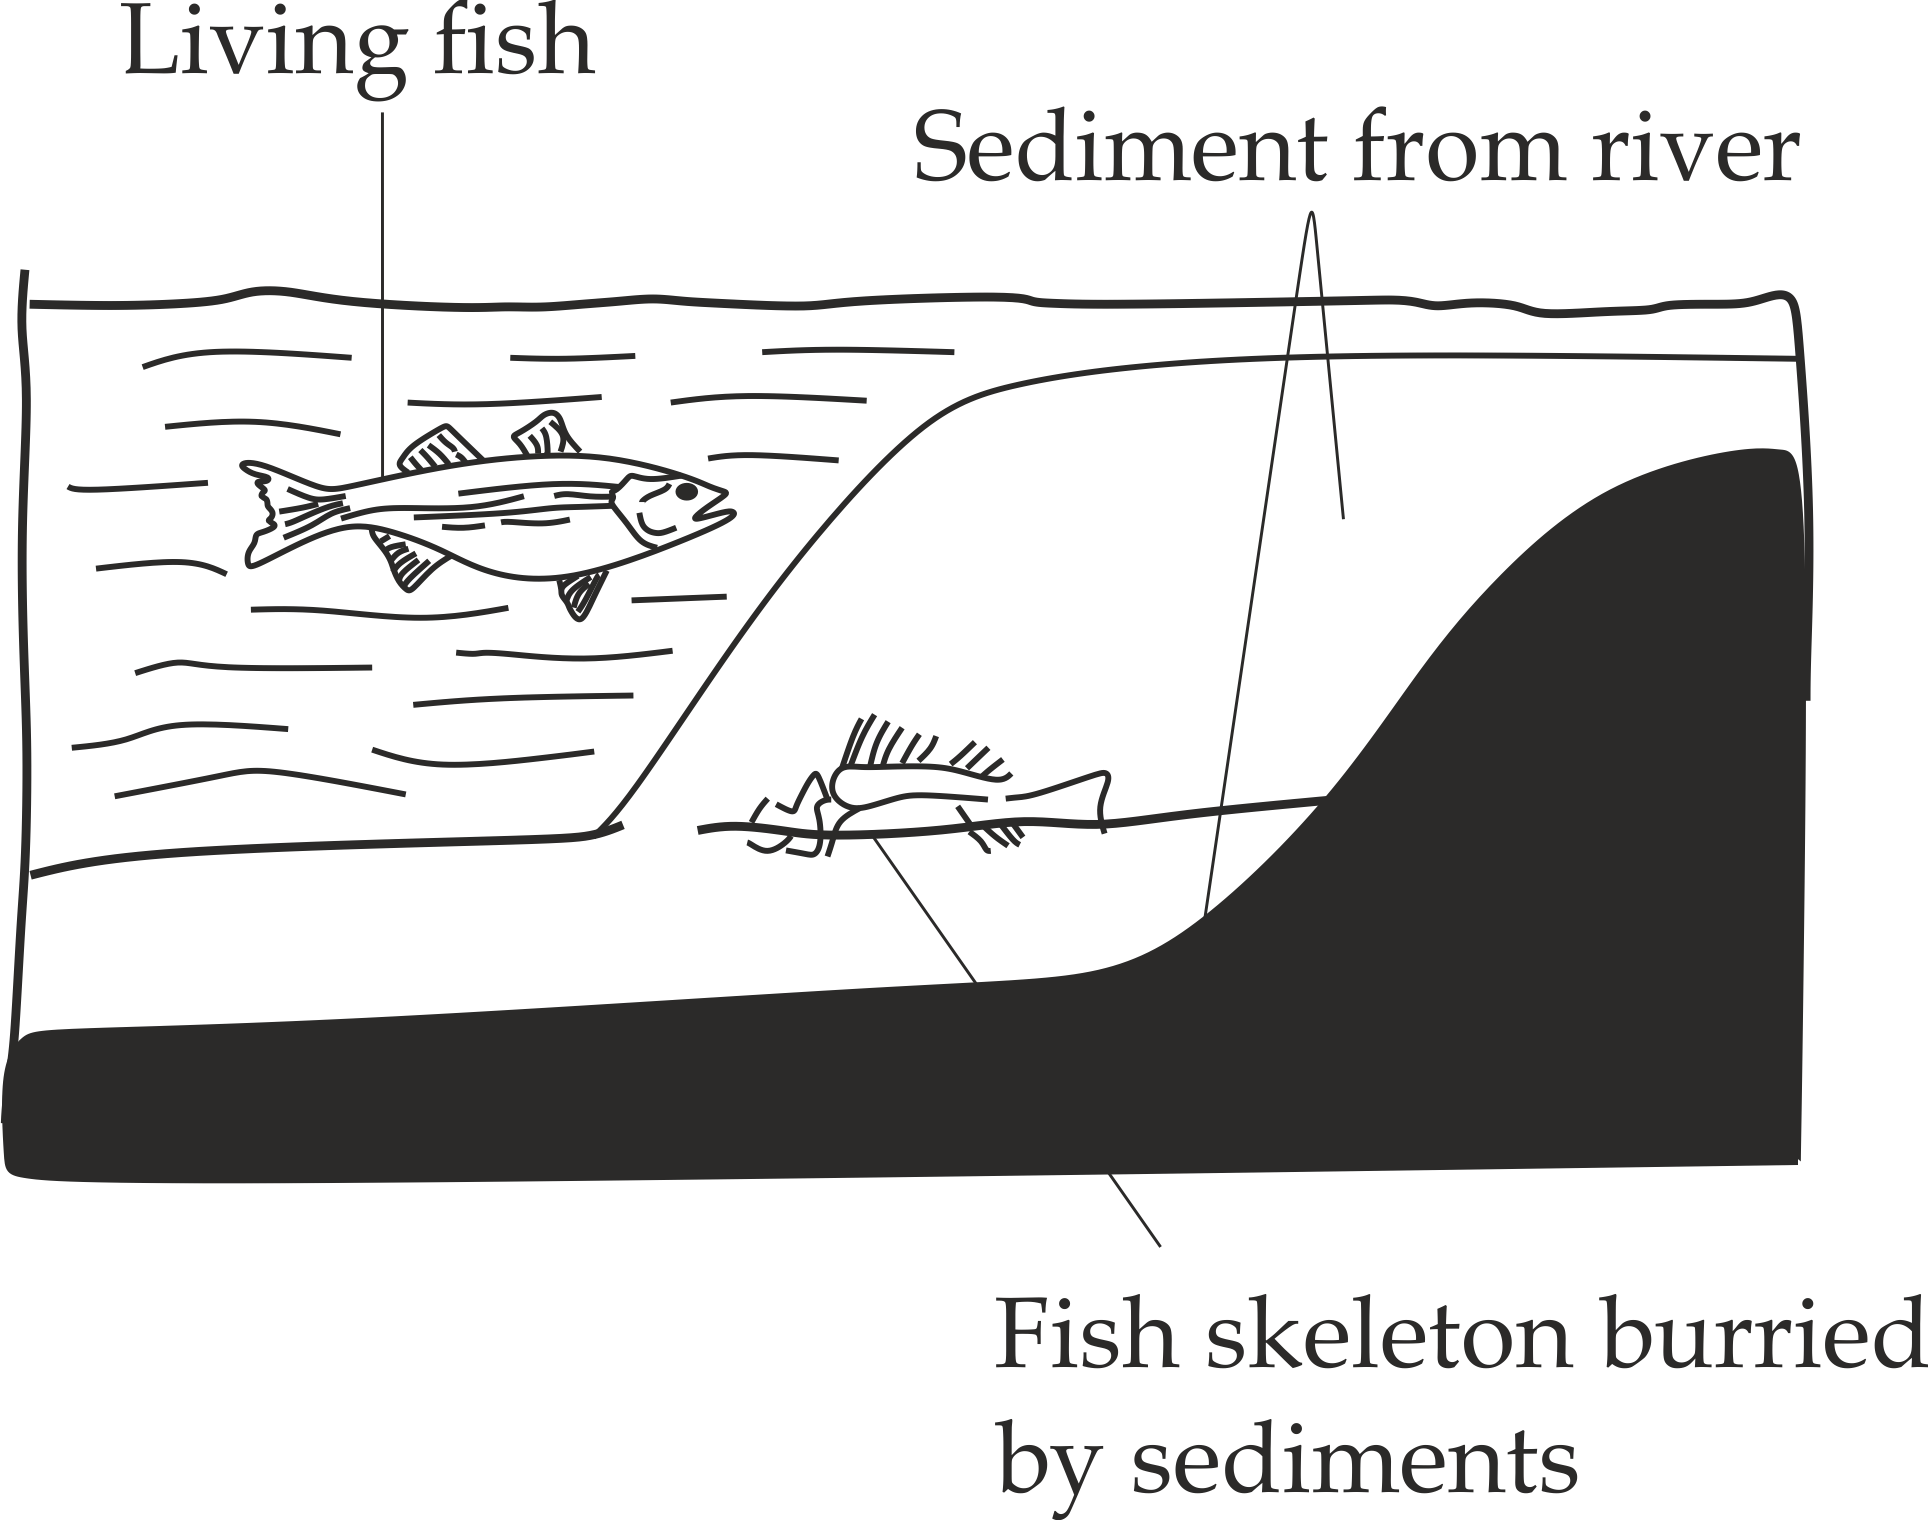 Living fish
Sediment from river
Fish skeleton burried
by sediments